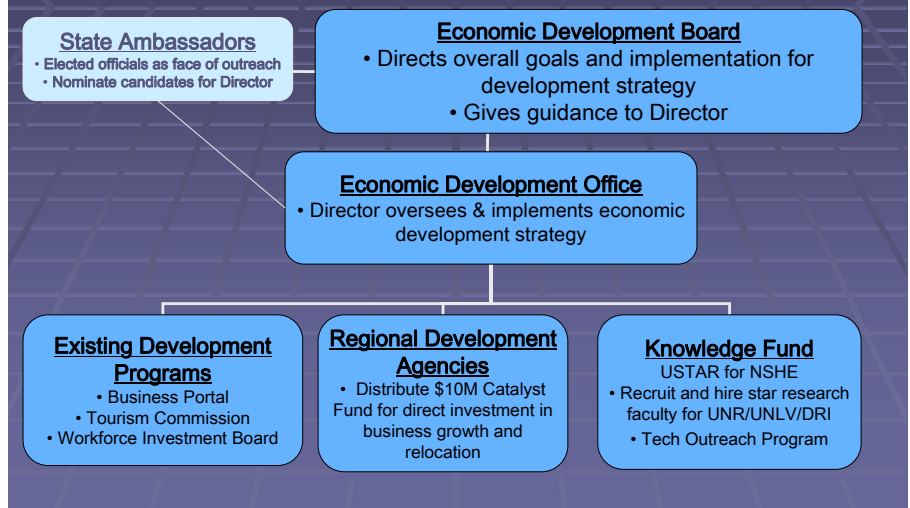 State Ambassadors
• Elected officials as face of outreach
• Nominate candidates for Director
Economic Development Board
• Directs overall goals and implementation for
development strategy
• Gives guidance to Director
Economic Development Office
• Director oversees & implements economic
development strategy
Existing Development
Programs
• Business Portal
• Tourism Commission
• Workforce Investment Board
Regional Development
Agencies
• Distribute $10M Catalyst
Fund for direct investment in
business growth and
relocation
Knowledge Fund
USTAR for NSHE
• Recruit and hire star research
faculty for UNR/UNLV/DRI
• Tech Outreach Program